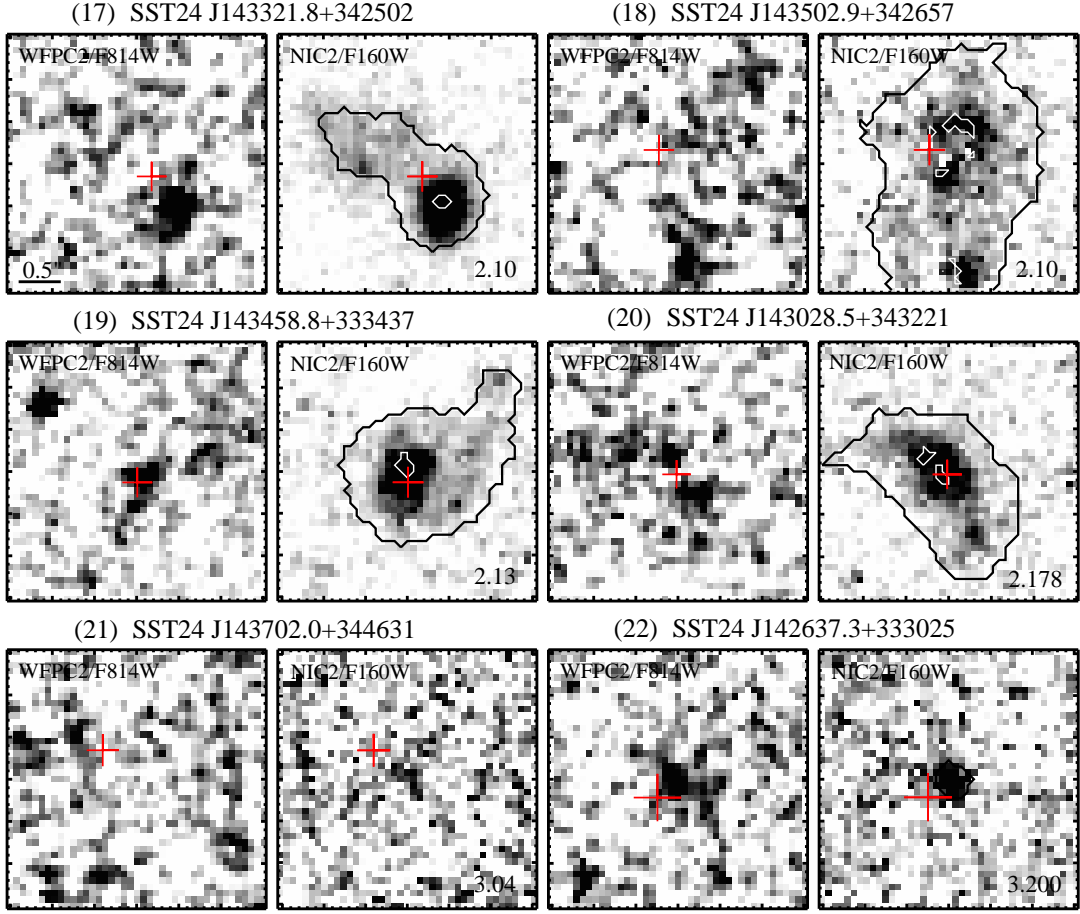 (17) SST24 J143321.8+342502
(18) SST24 J143502.9+342657
WFPC2/F814W
NIC2/F160W
WFPC2/F814W
NIC2/F160W
0.5"
2.10
2.10
(19) SST24 J143458.8+333437
(20) SST24 J143028.5+343221
WFPC2/F814W
NIC2/F160W
WFPC2/F814W
NIC2/F160W
2.13
2.178
(21) SST24 J143702.0+344631
(22) SST24 J142637.3+333025
WFPC2/F814W
NIC2/F160W
WFPC2/F814W
NIC2/F160W
3.04
3.200